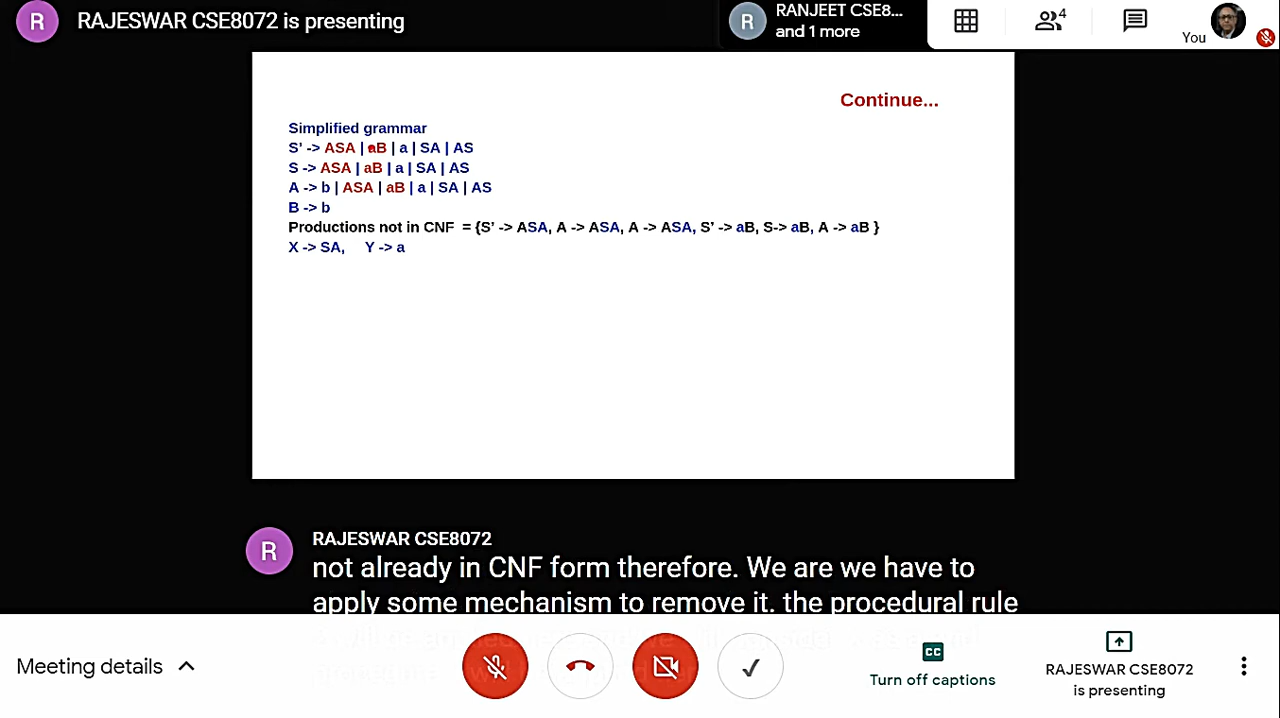 R
RAJESWAR CSE8072 is presenting
R
RANJEET CSE8...
and 1 more
4
You
Continue...
Simplified grammar
S' -> ASA | aB | a | SA | AS
S -> ASA | aB | a | SA | AS
A -> b | ASA | aB | a | SA | AS
B -> b
Productions not in CNF = {S' -> ASA, A -> ASA, A -> ASA, S' -> aB, S-> aB, A -> aB }
X -> SA, Y -> a
R
RAJESWAR CSE8072
not already in CNF form therefore. We are we have to
apply some mechanism to remove it. the procedural rule
Meeting details
CC
Turn off captions
RAJESWAR CSE8072
is presenting